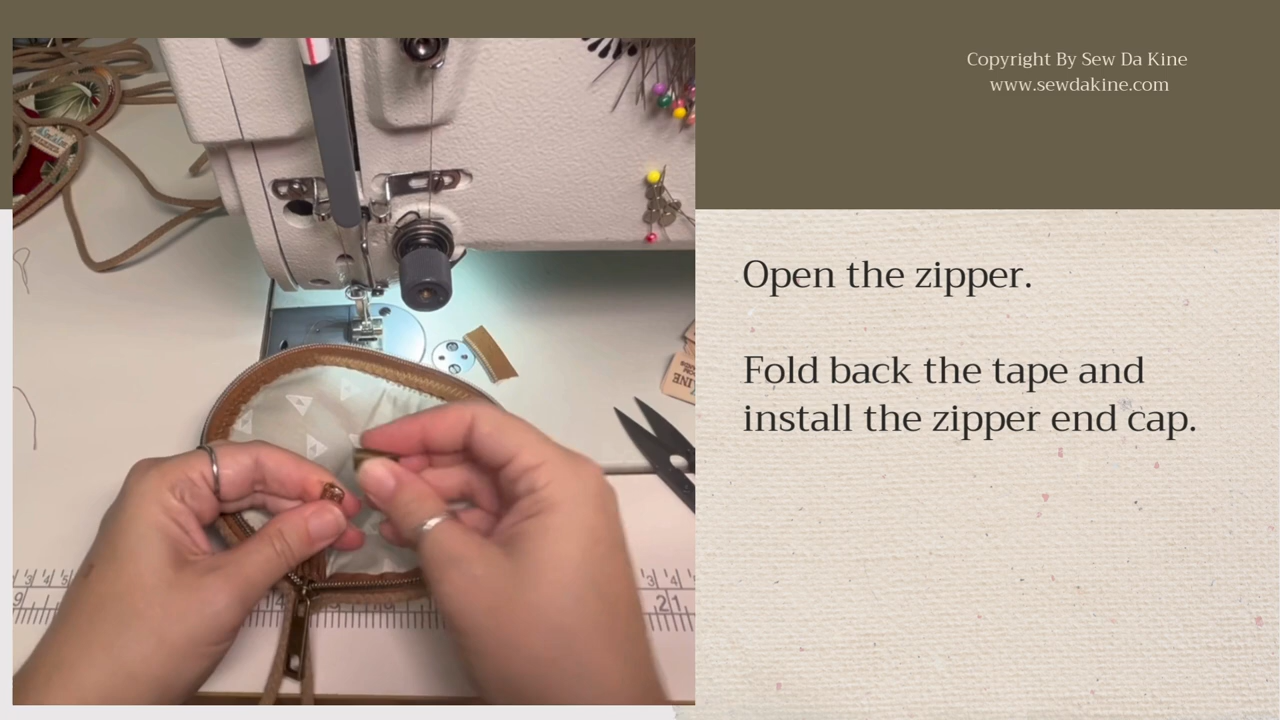 Copyright By Sew Da Kine
www.sewdakine.com
Open the zipper.
Fold back the tape and
install the zipper end cap.